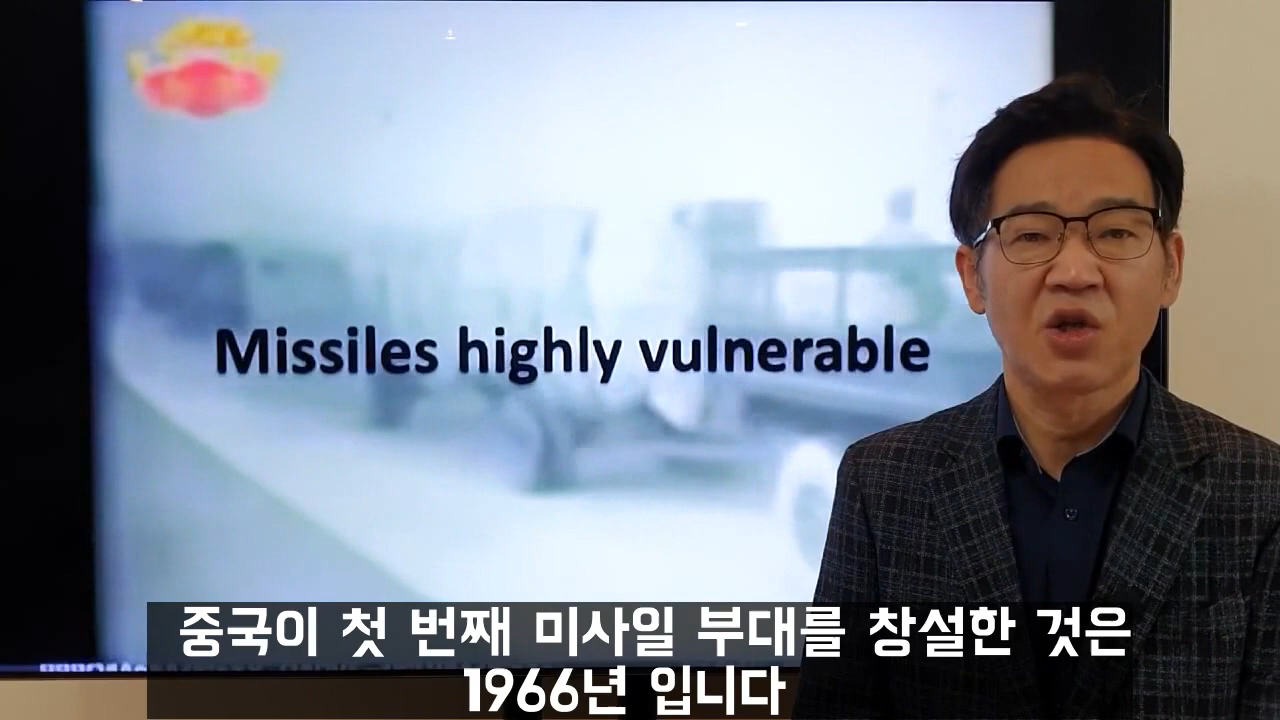 Missiles highly vulnerable
중국이 첫 번째 미사일 부대를 창설한 것은
1966년 입니다